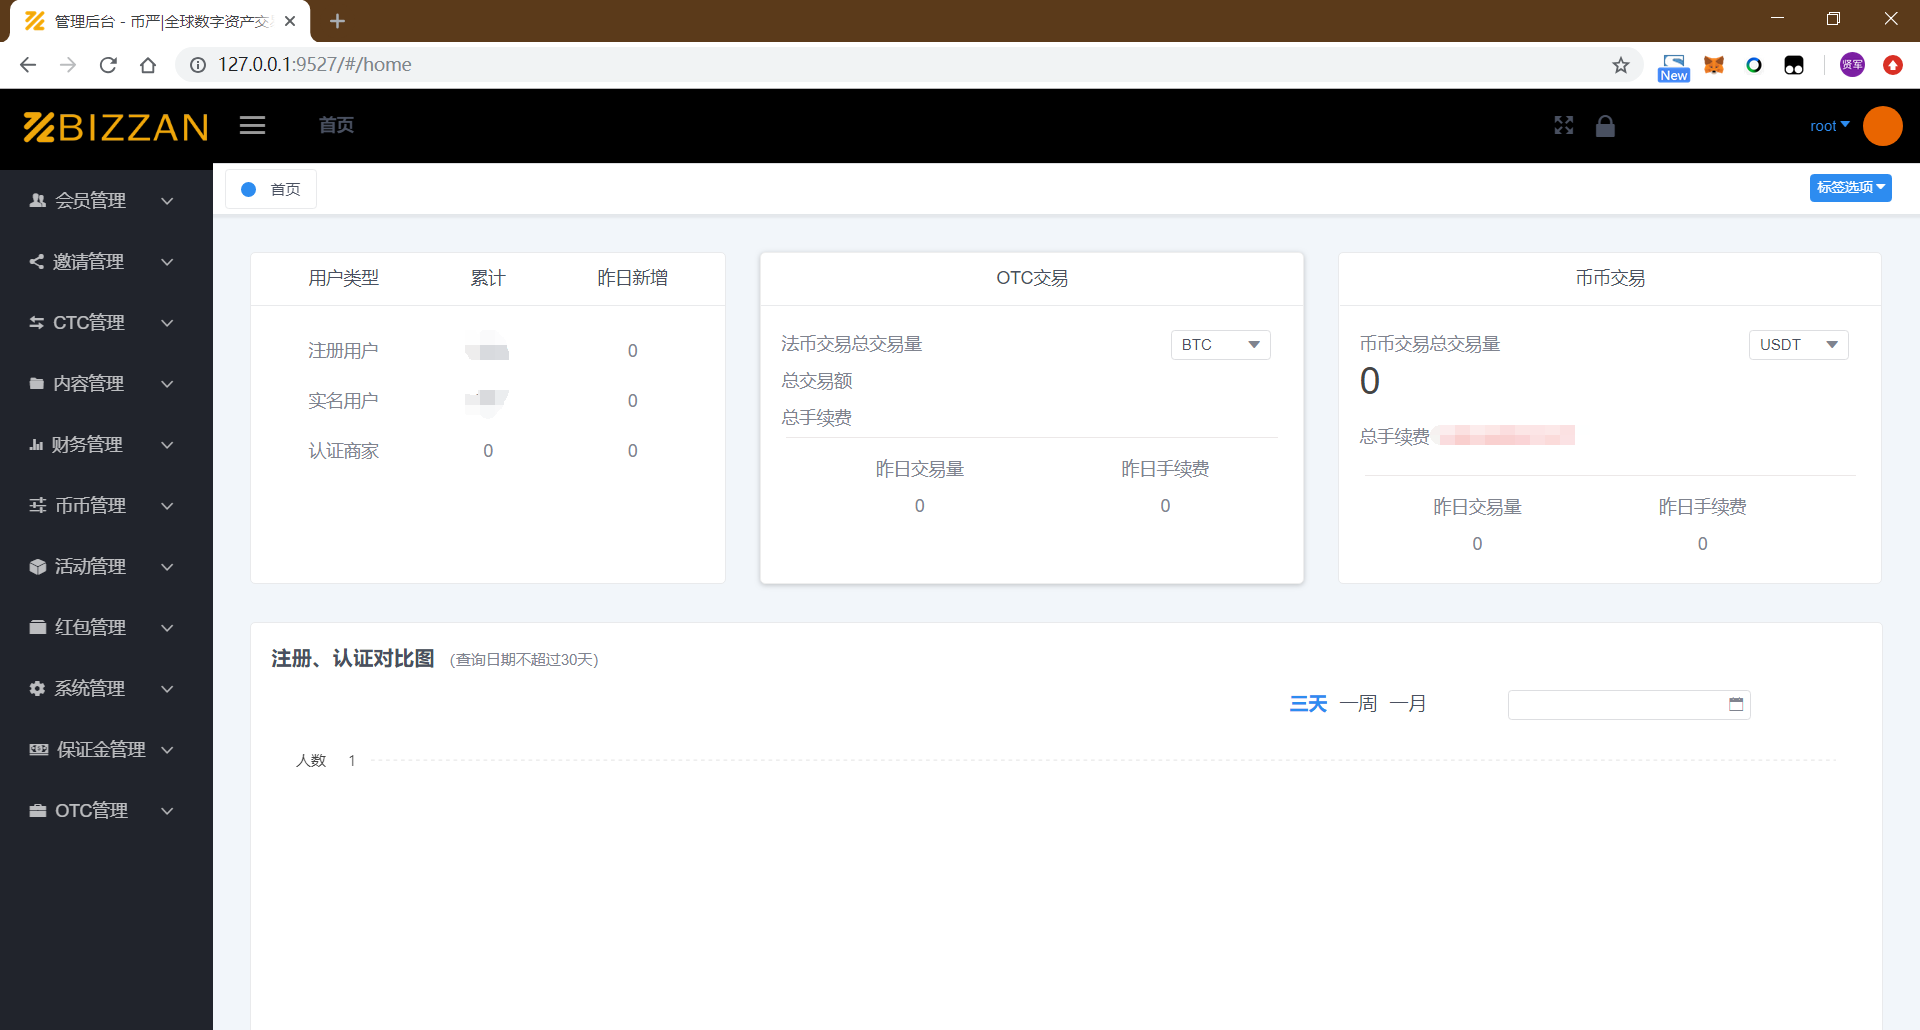 管理后台 - 币严|全球数字资产交
127.0.0.1:9527/#/home
New
贤军
BIZZAN
首页
root
会员管理
邀请管理
CTC管理
内容管理
财务管理
币币管理
活动管理
红包管理
系统管理
保证金管理
OTC管理
首页
标签选项
用户类型 累计 昨日新增
注册用户 0
实名用户 0
认证商家 0 0
OTC交易
法币交易总交易量 BTC
总交易额
总手续费
昨日交易量 昨日手续费
0 0
币币交易
币币交易总交易量 USDT
0
总手续费
昨日交易量 昨日手续费
0 0
注册、认证对比图 (查询日期不超过30天)
三天 一周 一月
人数 1